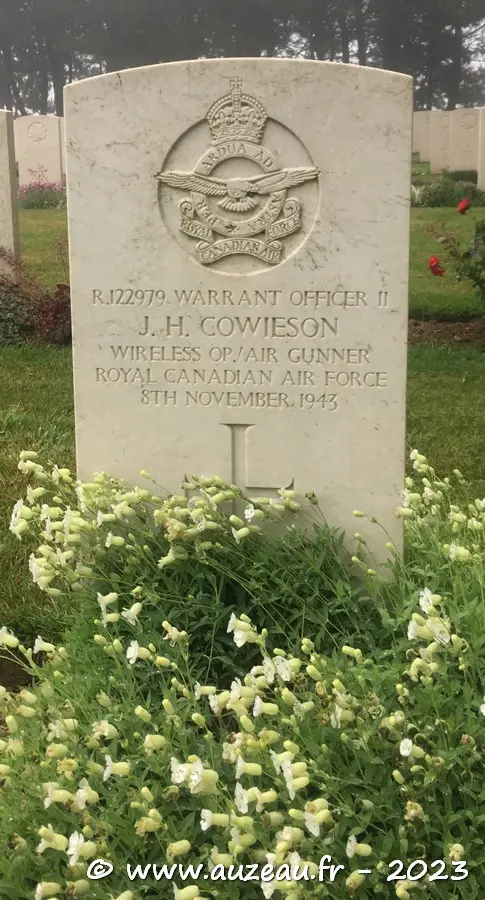 ARDUA AD
PER ASTRA
ROYAL FORCE
CANADIAN AIR
R.122979 WARRANT OFFICER II
J. H. COWIESON
WIRELESS OP./AIR GUNNER
ROYAL CANADIAN AIR FORCE
8TH NOVEMBER 1943
© www.auzeau.fr - 2023